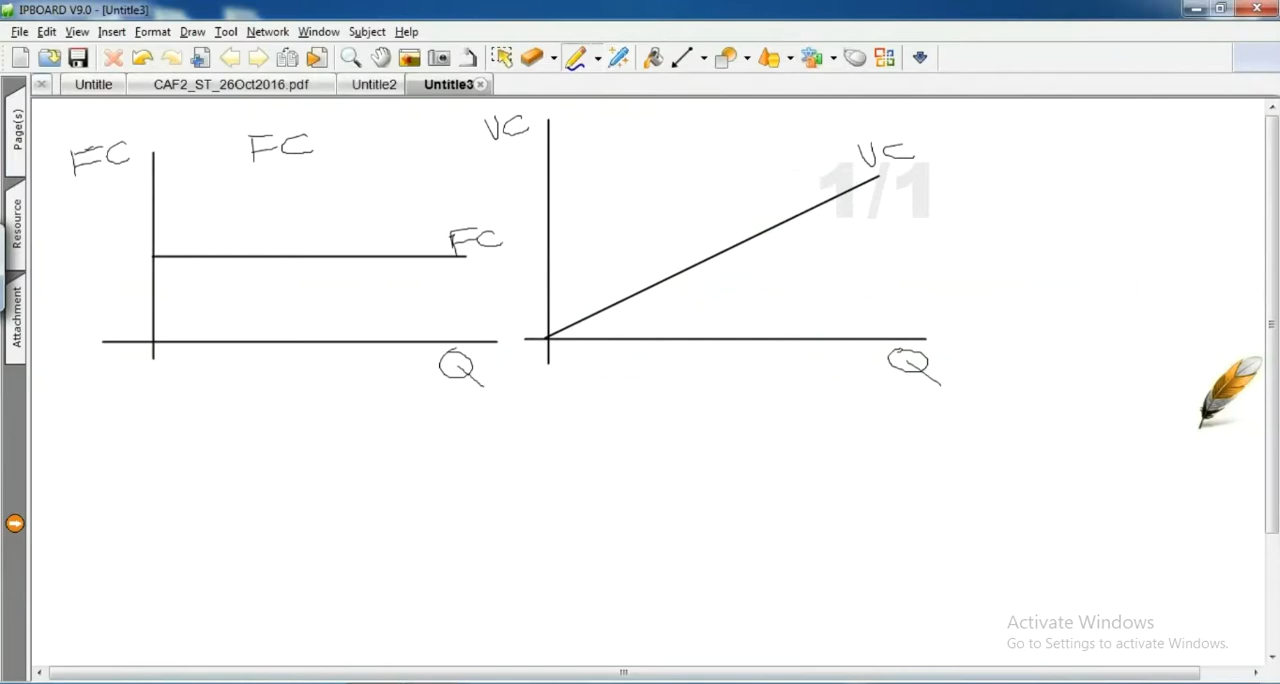 IPBOARD V9.0 - [Untitle3]
File Edit View Insert Format Draw Tool Network Window Subject Help
Untitle CAF2_ST_26Oct2016.pdf Untitle2 Untitle3
Page(s)
Resource
Attachment
FC
FC
FC
Q
VC
VC
1/1
Q
Activate Windows
Go to Settings to activate Windows.